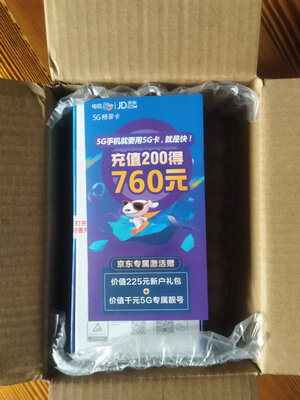 电信 5G JD 京东
.COM
5G 畅享卡
5G手机就要用5G卡，就是快！
充值200得
760元
京东专属激活赠
价值225元新户礼包
+
价值千元5G专属靓号